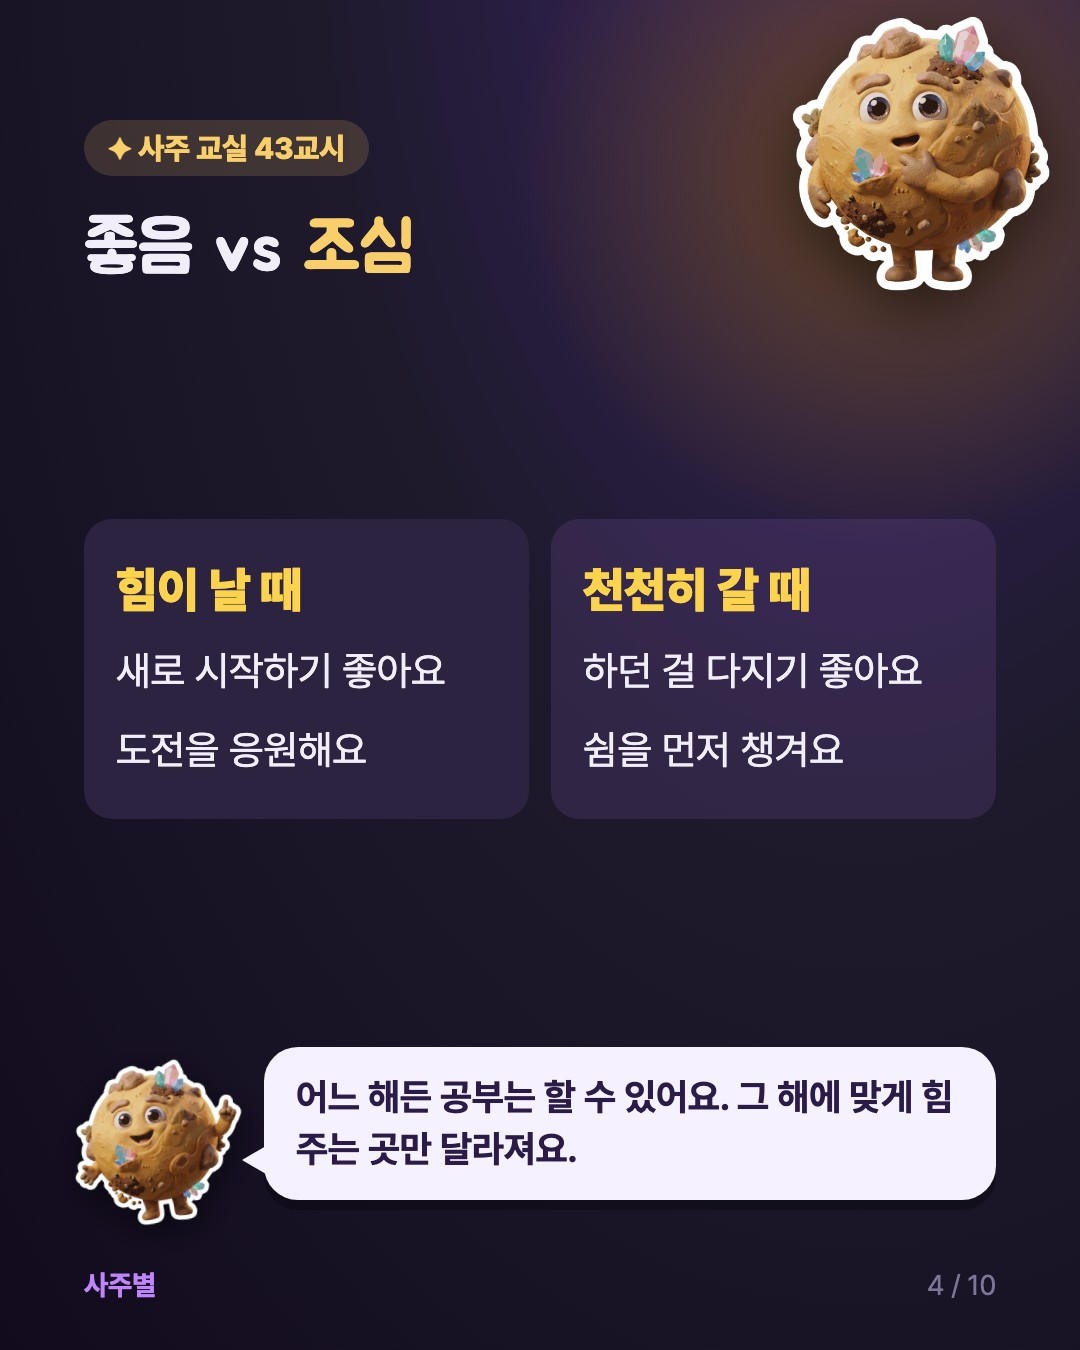 ✦ 사주 교실 43교시
좋음 vs 조심
힘이 날 때
새로 시작하기 좋아요
도전을 응원해요
천천히 갈 때
하던 걸 다지기 좋아요
쉼을 먼저 챙겨요
어느 해든 공부는 할 수 있어요. 그 해에 맞게 힘
주는 곳만 달라져요.
사주별
4 / 10